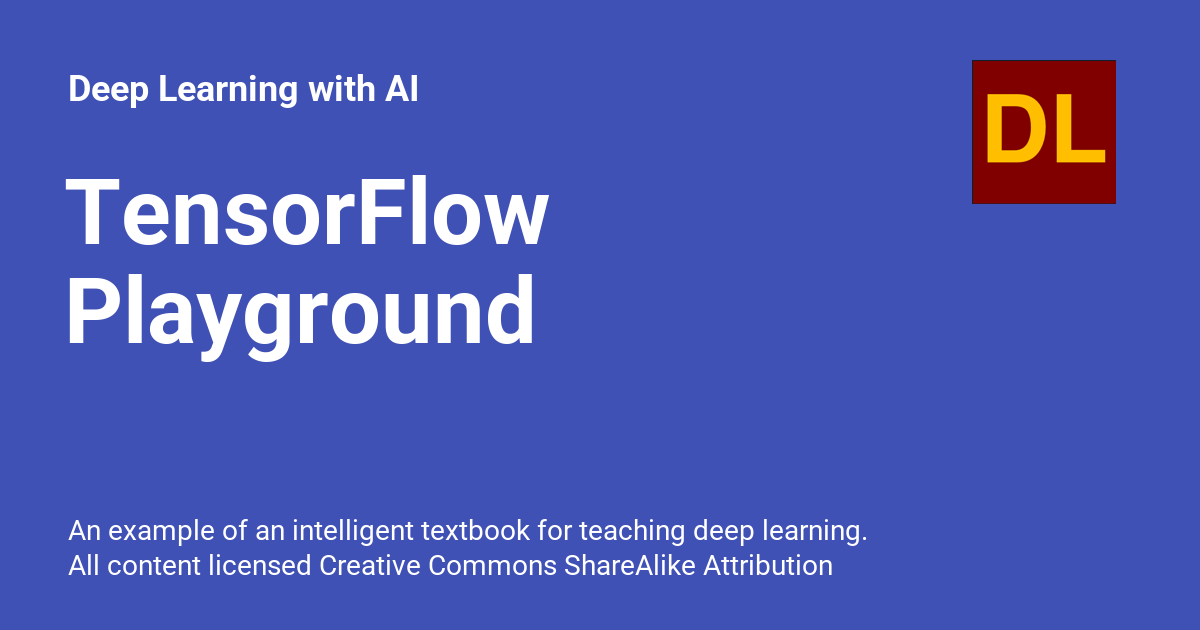 Deep Learning with AI
DL
TensorFlow
Playground
An example of an intelligent textbook for teaching deep learning.
All content licensed Creative Commons ShareAlike Attribution